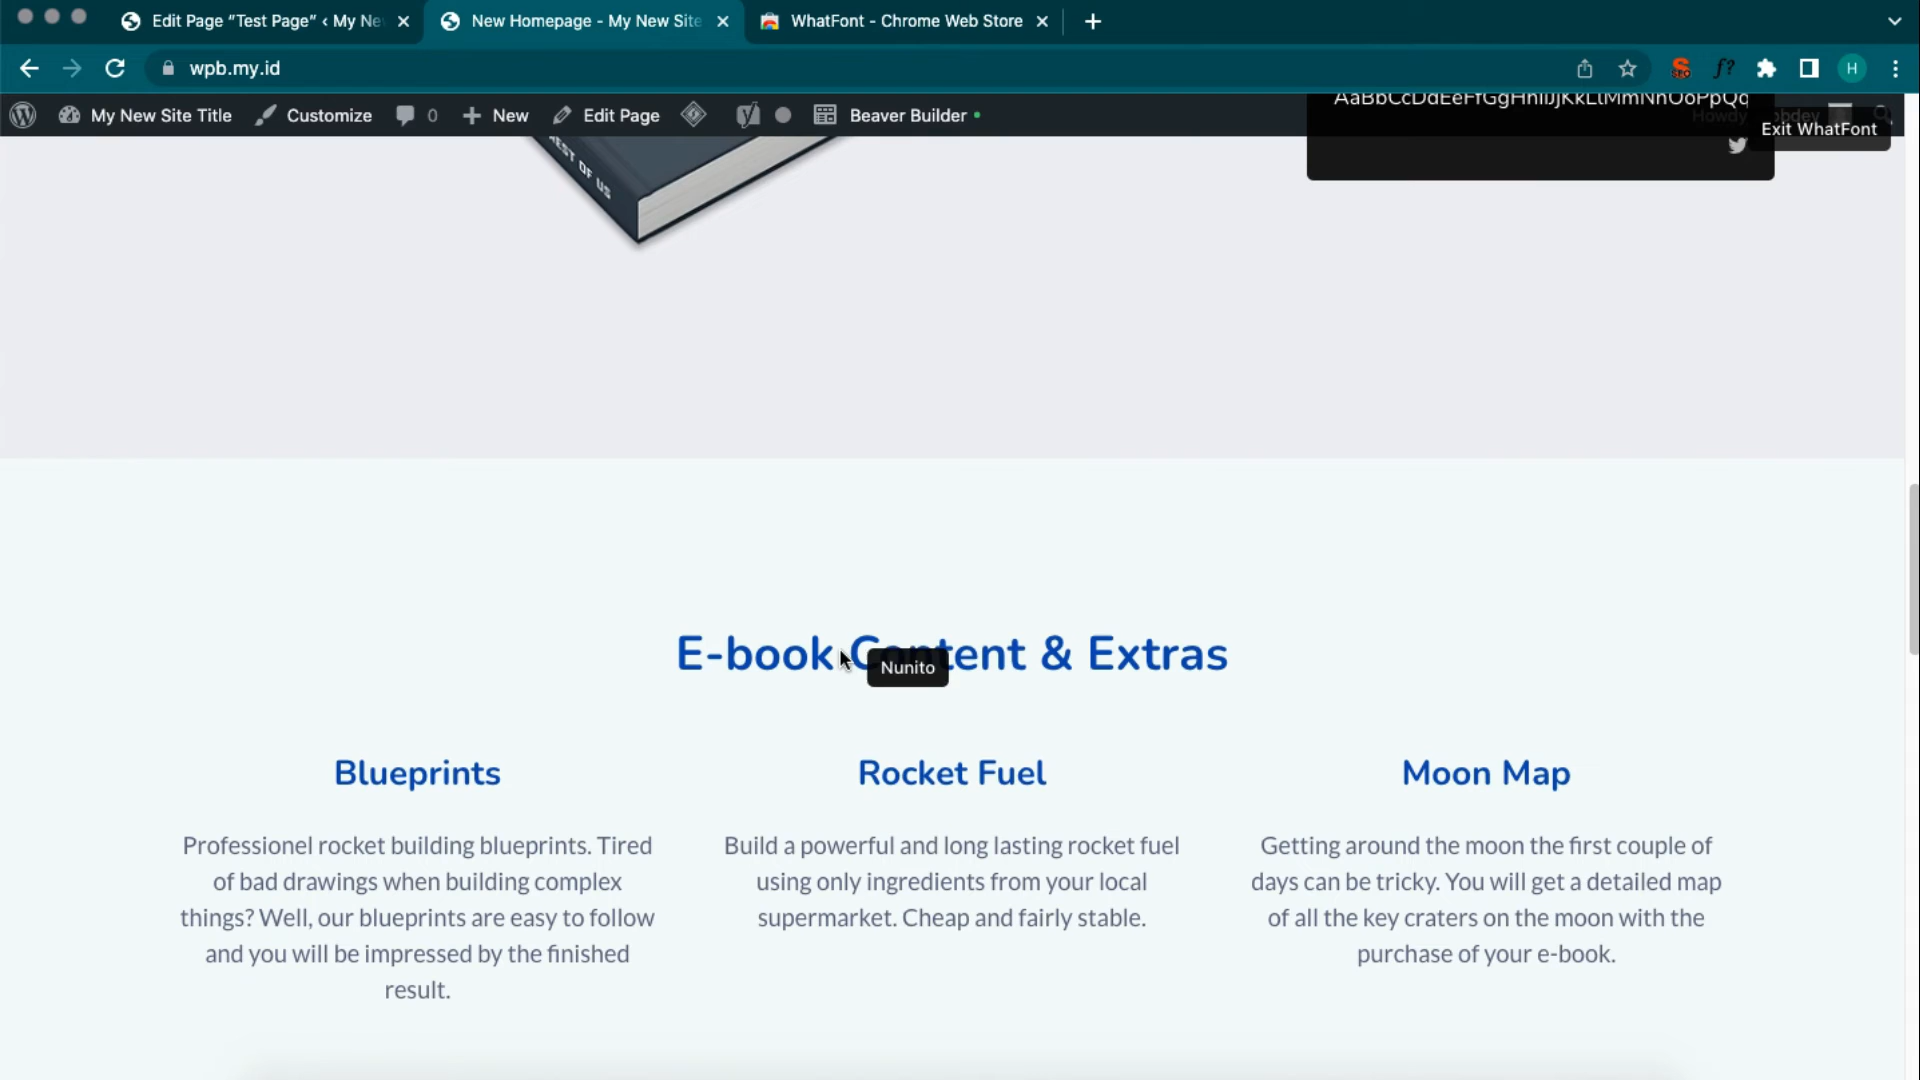 Edit Page “Test Page” ‹ My Ne
New Homepage - My New Site
WhatFont - Chrome Web Store
wpb.my.id
SEO
f?
H
My New Site Title
Customize
0
New
Edit Page
Beaver Builder
AaBbCcDdEeFfGgHhIiJjKkLlMmNnOoPpQq
Howdy
Exit WhatFont
REST OF US
E-book Content & Extras
Nunito
Blueprints
Professionel rocket building blueprints. Tired
of bad drawings when building complex
things? Well, our blueprints are easy to follow
and you will be impressed by the finished
result.
Rocket Fuel
Build a powerful and long lasting rocket fuel
using only ingredients from your local
supermarket. Cheap and fairly stable.
Moon Map
Getting around the moon the first couple of
days can be tricky. You will get a detailed map
of all the key craters on the moon with the
purchase of your e-book.